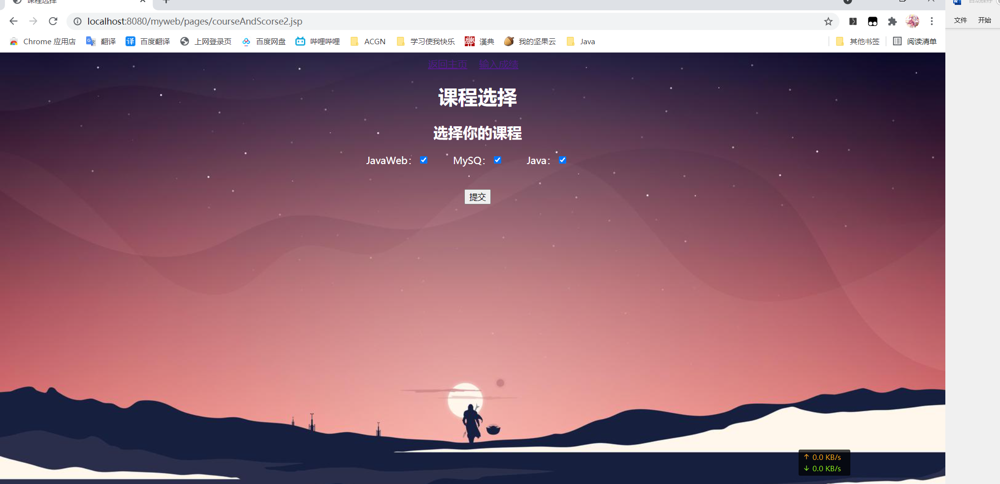 课程选择
localhost:8080/myweb/pages/courseAndScorse2.jsp
文件 开始
Chrome 应用店 翻译 百度翻译 上网登录页 百度网盘 哔哩哔哩 ACGN 学习使我快乐 漢典 我的坚果云 Java 其他书签 阅读清单
返回主页 输入成绩
课程选择
选择你的课程
JavaWeb： MySQ： Java：
提交
↑ 0.0 KB/s
↓ 0.0 KB/s